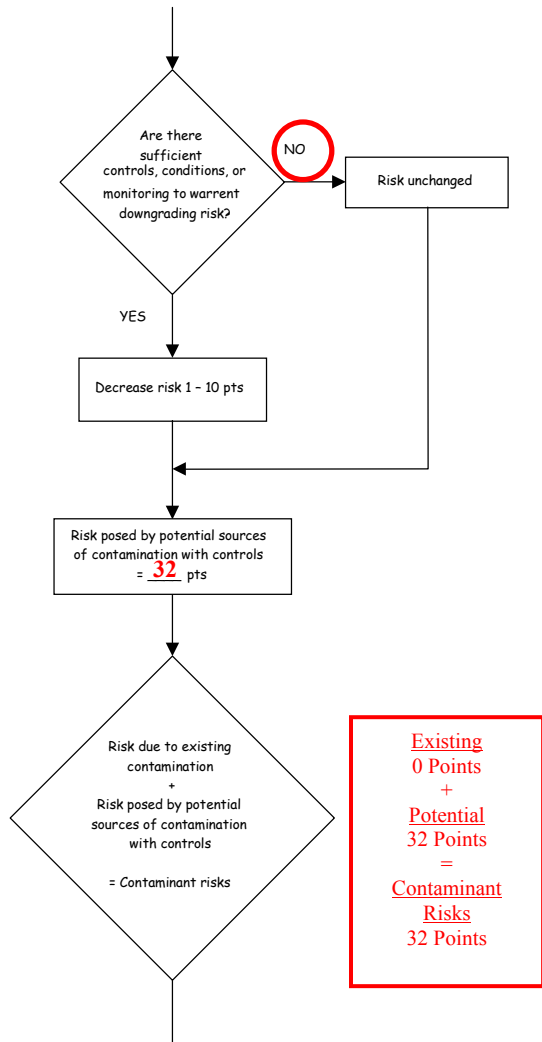 Are there
sufficient
controls, conditions, or
monitoring to warrent
downgrading risk?
NO
Risk unchanged
YES
Decrease risk 1 – 10 pts
Risk posed by potential sources
of contamination with controls
= 32 pts
Risk due to existing
contamination
+
Risk posed by potential
sources of contamination
with controls
= Contaminant risks
Existing
0 Points
+
Potential
32 Points
=
Contaminant
Risks
32 Points